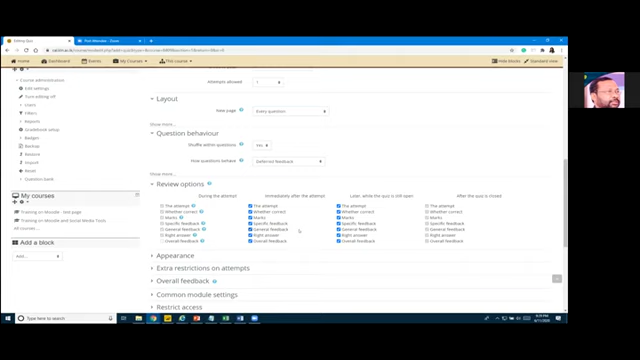 Editing Quiz
Post-Moodle - Zoom
Home
Dashboard
Events
My Courses
This course
Hide blocks
Standard view
Course administration
Edit settings
Turn editing off
Users
Filters
Reports
Gradebook setup
Badges
Backup
Restore
Import
Reset
Question bank
My courses
Training on Moodle - test page
Training on Moodle and Social Media Tools
All courses ...
Add a block
Add...
Attempts allowed
1
Layout
New page
Every question
Show more...
Question behaviour
Shuffle within questions
Yes
How questions behave
Deferred feedback
Show more...
Review options
During the attempt
The attempt
Whether correct
Marks
Specific feedback
General feedback
Right answer
Overall feedback
Immediately after the attempt
The attempt
Whether correct
Marks
Specific feedback
General feedback
Right answer
Overall feedback
Later, while the quiz is still open
The attempt
Whether correct
Marks
Specific feedback
General feedback
Right answer
Overall feedback
After the quiz is closed
The attempt
Whether correct
Marks
Specific feedback
General feedback
Right answer
Overall feedback
Appearance
Extra restrictions on attempts
Overall feedback
Common module settings
Restrict access
Type here to search